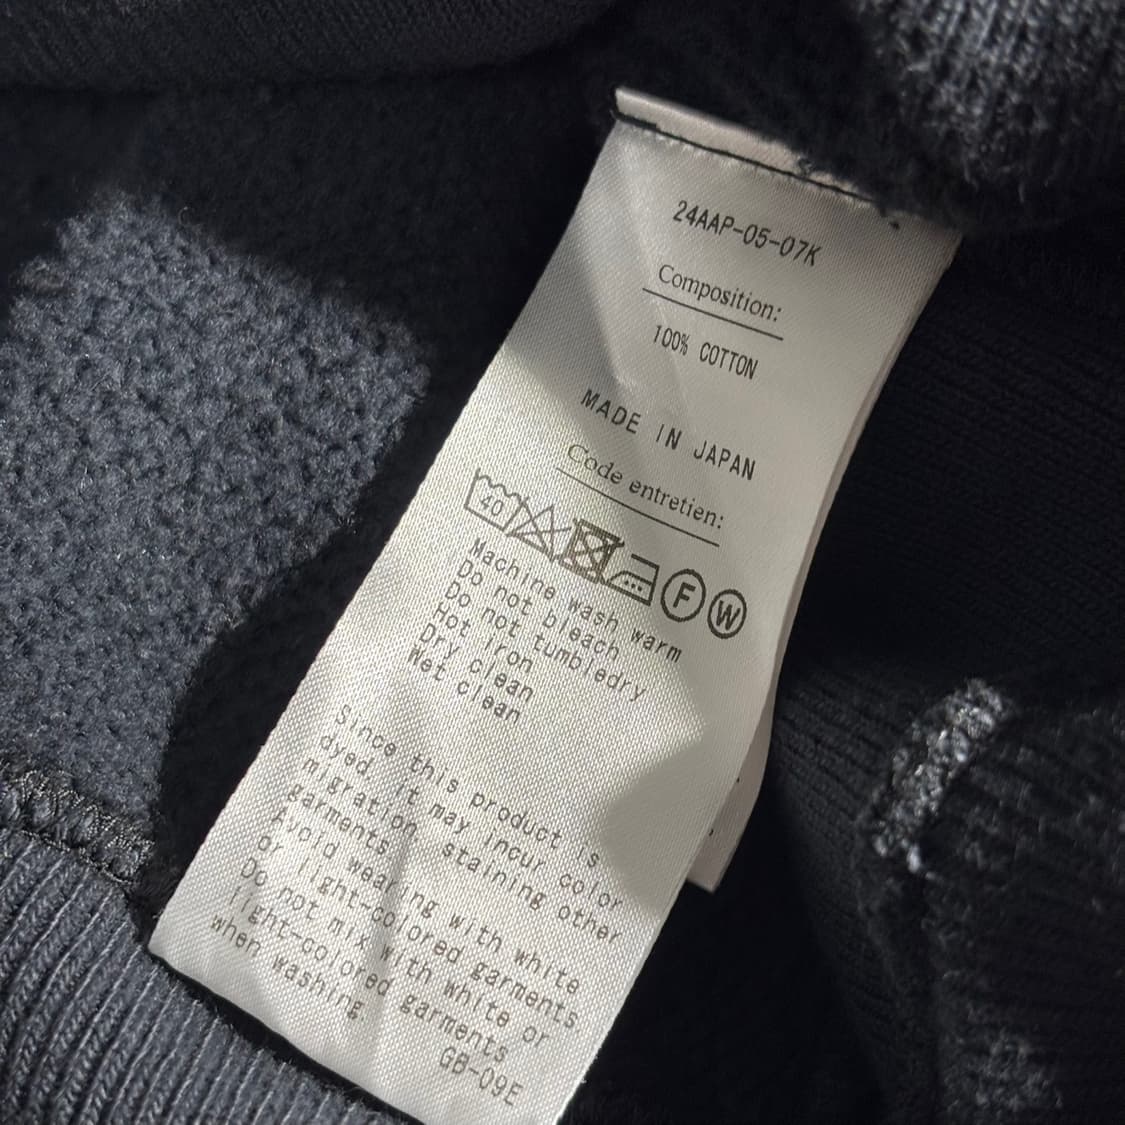 24AAP-05-07K
Composition:
100% COTTON
MADE IN JAPAN
Code entretien:
40 F W
Machine wash warm
Do not bleach
Do not tumbledry
Hot iron
Dry clean
Wet clean
Since this product is
dyed, it may incur color
migration, staining other
garments.
Avoid wearing with white
or light-colored garments.
Do not mix with white or
light-colored garments
when washing.
GB-09E